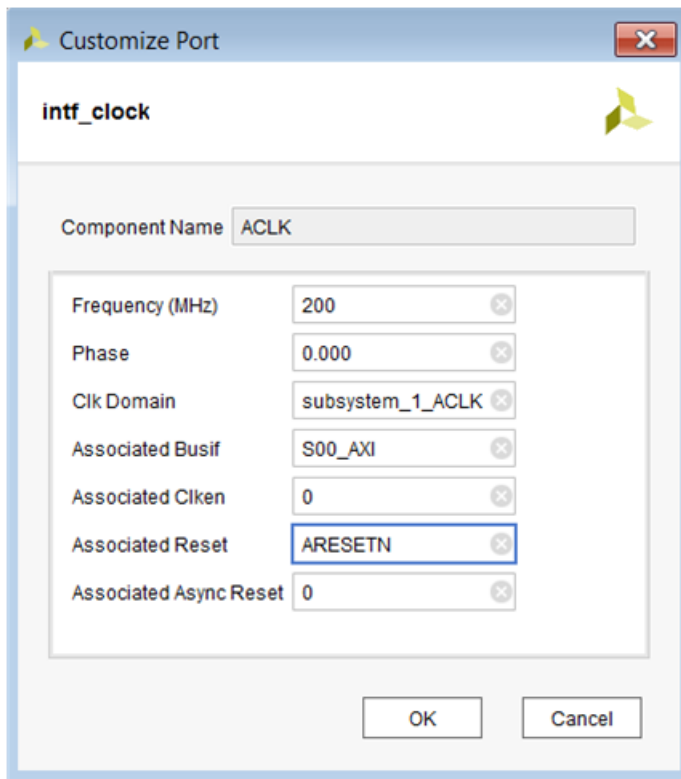 Customize Port
intf_clock
Component Name ACLK
Frequency (MHz) 200
Phase 0.000
Clk Domain subsystem_1_ACLK
Associated Busif S00_AXI
Associated Clken 0
Associated Reset ARESETN
Associated Async Reset 0
OK Cancel